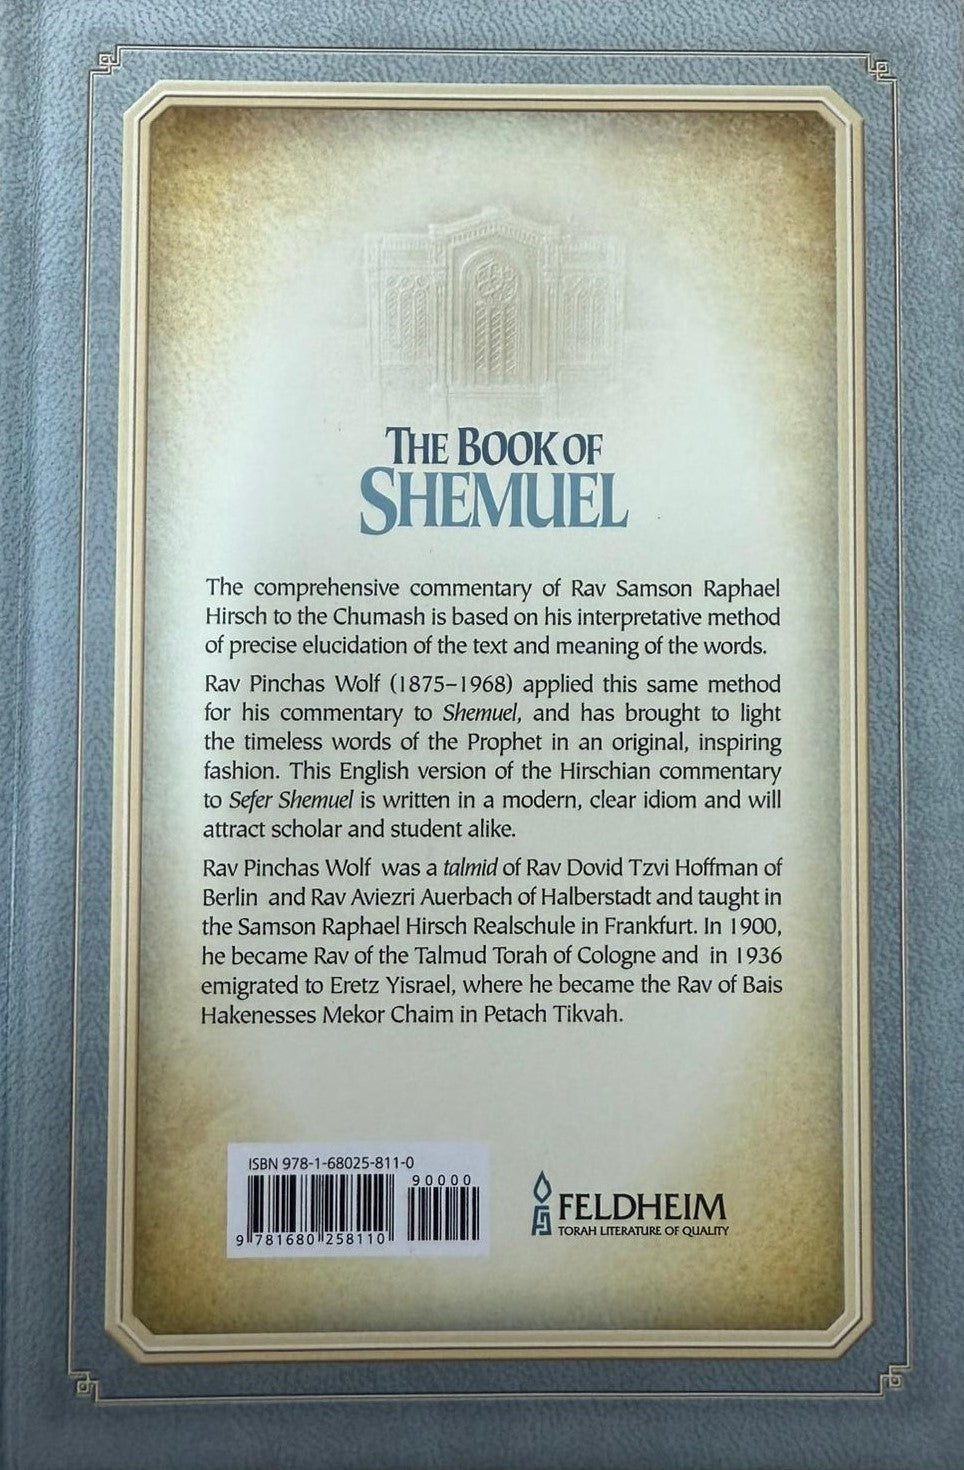 THE BOOK OF
SHEMUEL
The comprehensive commentary of Rav Samson Raphael
Hirsch to the Chumash is based on his interpretative method
of precise elucidation of the text and meaning of the words.
Rav Pinchas Wolf (1875–1968) applied this same method
for his commentary to Shemuel, and has brought to light
the timeless words of the Prophet in an original, inspiring
fashion. This English version of the Hirschian commentary
to Sefer Shemuel is written in a modern, clear idiom and will
attract scholar and student alike.
Rav Pinchas Wolf was a talmid of Rav Dovid Tzvi Hoffman of
Berlin and Rav Aviezri Auerbach of Halberstadt and taught in
the Samson Raphael Hirsch Realschule in Frankfurt. In 1900,
he became Rav of the Talmud Torah of Cologne and in 1936
emigrated to Eretz Yisrael, where he became the Rav of Bais
Hakenesses Mekor Chaim in Petach Tikvah.
ISBN 978-1-68025-811-0
90000
9 781680 258110
FELDHEIM
TORAH LITERATURE OF QUALITY